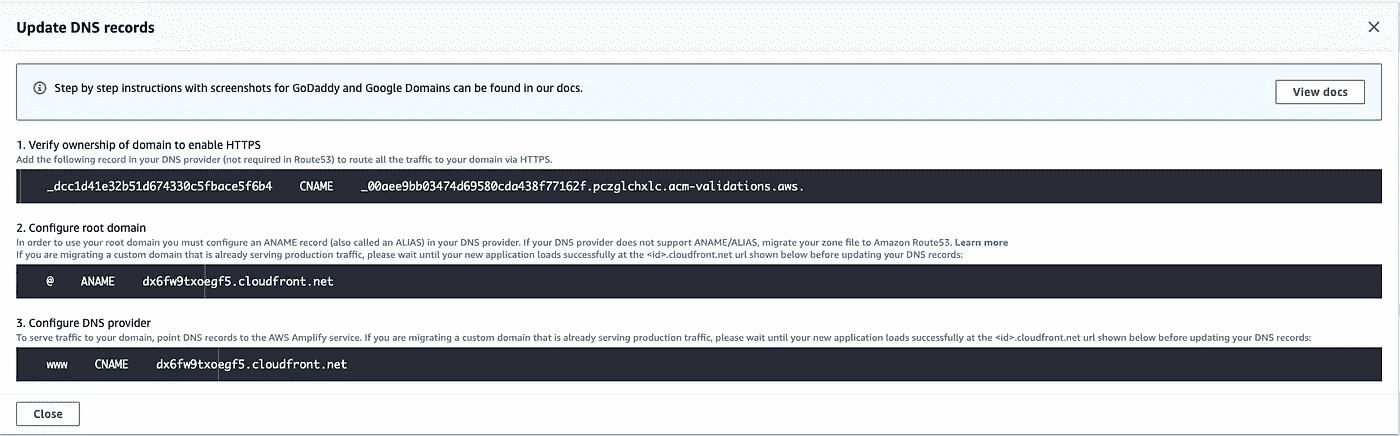 Update DNS records
Step by step instructions with screenshots for GoDaddy and Google Domains can be found in our docs.
View docs
1. Verify ownership of domain to enable HTTPS
Add the following record in your DNS provider (not required in Route53) to route all the traffic to your domain via HTTPS.
_dcc1d41e32b51d674330c5fbace5f6b4 CNAME _00aee9bb03474d69580cda438f77162f.pczglchxlc.acm-validations.aws.
2. Configure root domain
In order to use your root domain you must configure an ANAME record (also called an ALIAS) in your DNS provider. If your DNS provider does not support ANAME/ALIAS, migrate your zone file to Amazon Route53. Learn more
If you are migrating a custom domain that is already serving production traffic, please wait until your new application loads successfully at the <id>.cloudfront.net url shown below before updating your DNS records:
@ ANAME dx6fw9txoegf5.cloudfront.net
3. Configure DNS provider
To serve traffic to your domain, point DNS records to the AWS Amplify service. If you are migrating a custom domain that is already serving production traffic, please wait until your new application loads successfully at the <id>.cloudfront.net url shown below before updating your DNS records:
www CNAME dx6fw9txoegf5.cloudfront.net
Close